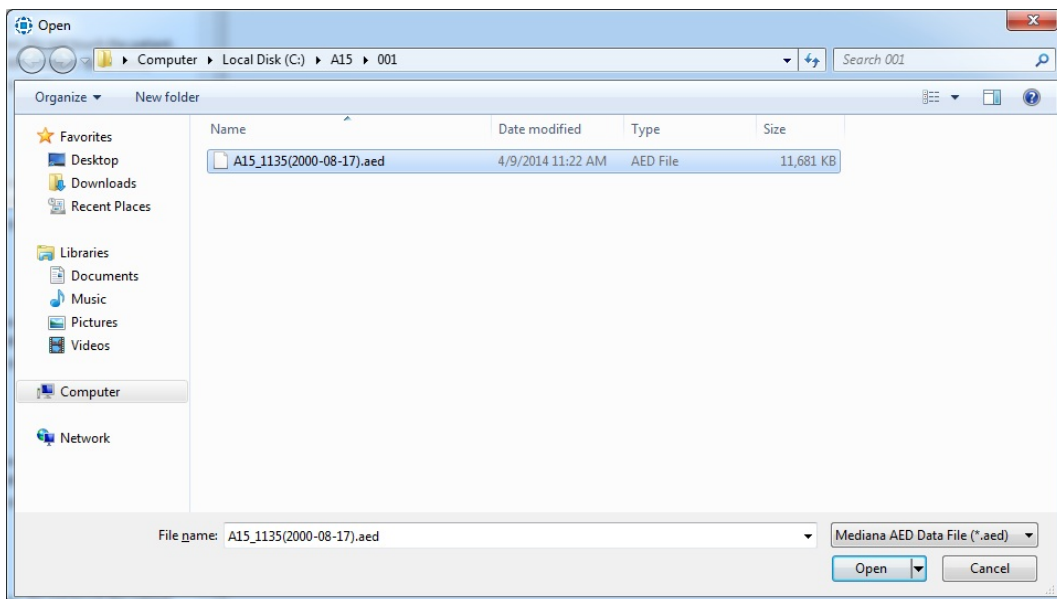 Open
Computer Local Disk (C:) A15 001 Search 001
Organize New folder
Name Date modified Type Size
A15_1135(2000-08-17).aed 4/9/2014 11:22 AM AED File 11,681 KB
Favorites
Desktop
Downloads
Recent Places
Libraries
Documents
Music
Pictures
Videos
Computer
Network
File name: A15_1135(2000-08-17).aed Mediana AED Data File (*.aed)
Open Cancel